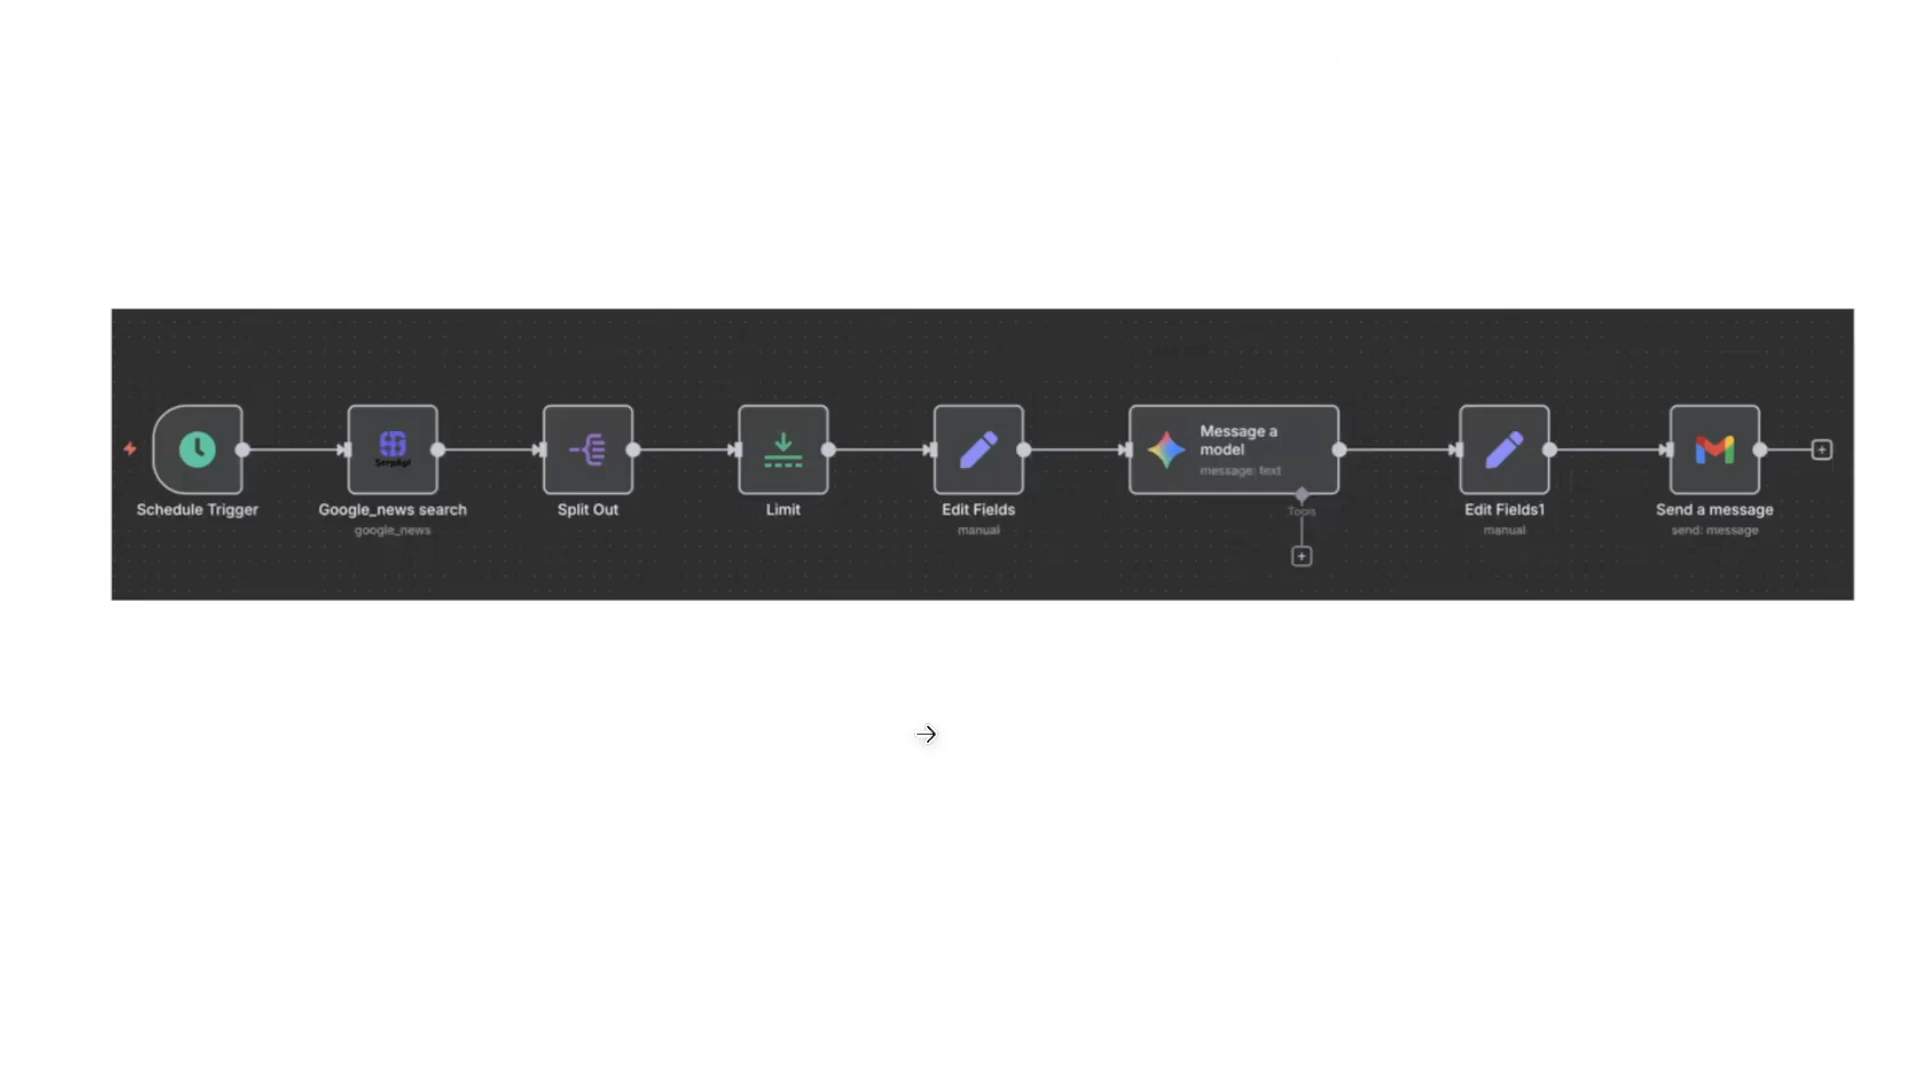 Schedule Trigger
SerpApi
Google_news search
google_news
Split Out
Limit
Edit Fields
manual
Message a
model
message: text
Tools
Edit Fields1
manual
Send a message
send: message